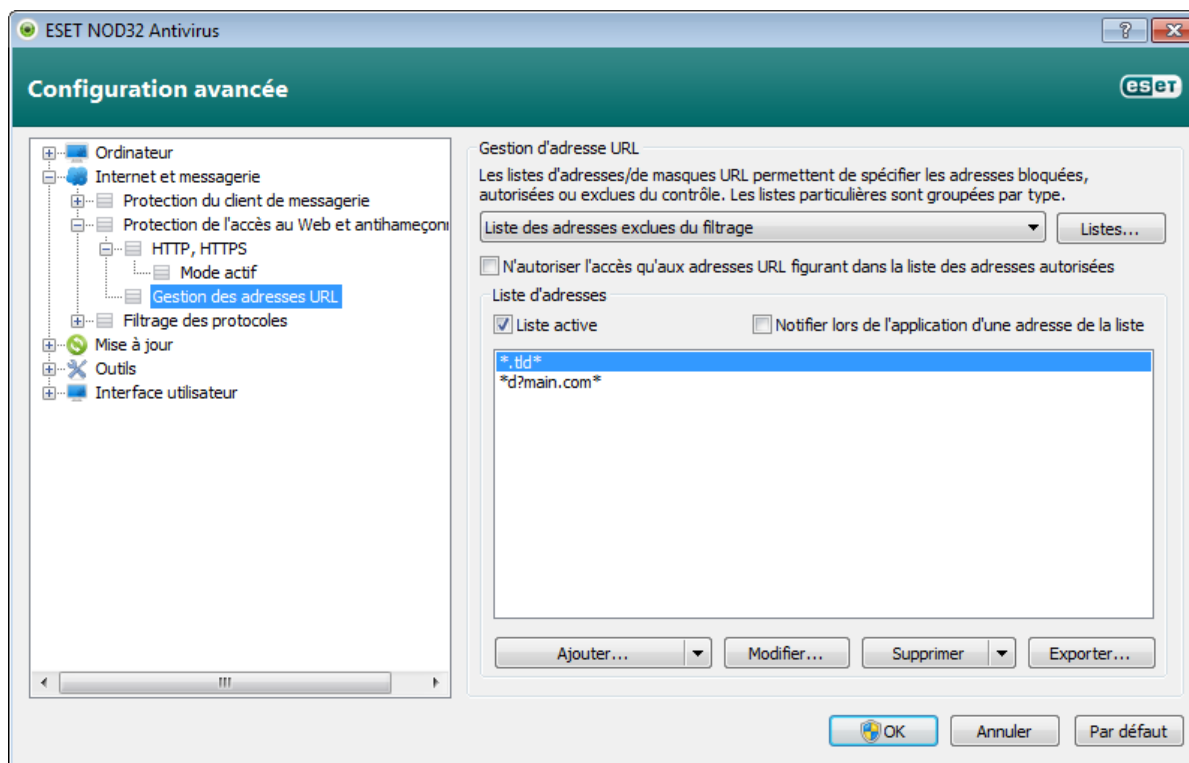 ESET NOD32 Antivirus
Configuration avancée
eseT
Ordinateur
Internet et messagerie
Protection du client de messagerie
Protection de l'accès au Web et antihameçonn
HTTP, HTTPS
Mode actif
Gestion des adresses URL
Filtrage des protocoles
Mise à jour
Outils
Interface utilisateur
Gestion d'adresse URL
Les listes d'adresses/de masques URL permettent de spécifier les adresses bloquées,
autorisées ou exclues du contrôle. Les listes particulières sont groupées par type.
Liste des adresses exclues du filtrage
Listes...
N'autoriser l'accès qu'aux adresses URL figurant dans la liste des adresses autorisées
Liste d'adresses
Liste active
Notifier lors de l'application d'une adresse de la liste
*.tld*
*d?main.com*
Ajouter...
Modifier...
Supprimer
Exporter...
OK
Annuler
Par défaut